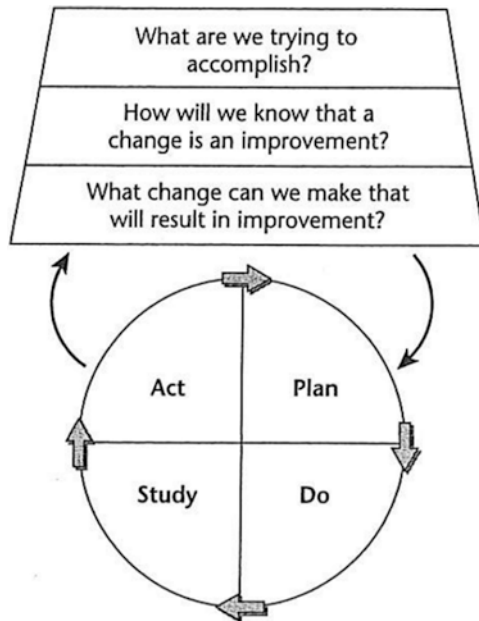 What are we trying to
accomplish?
How will we know that a
change is an improvement?
What change can we make that
will result in improvement?
Act
Plan
Study
Do